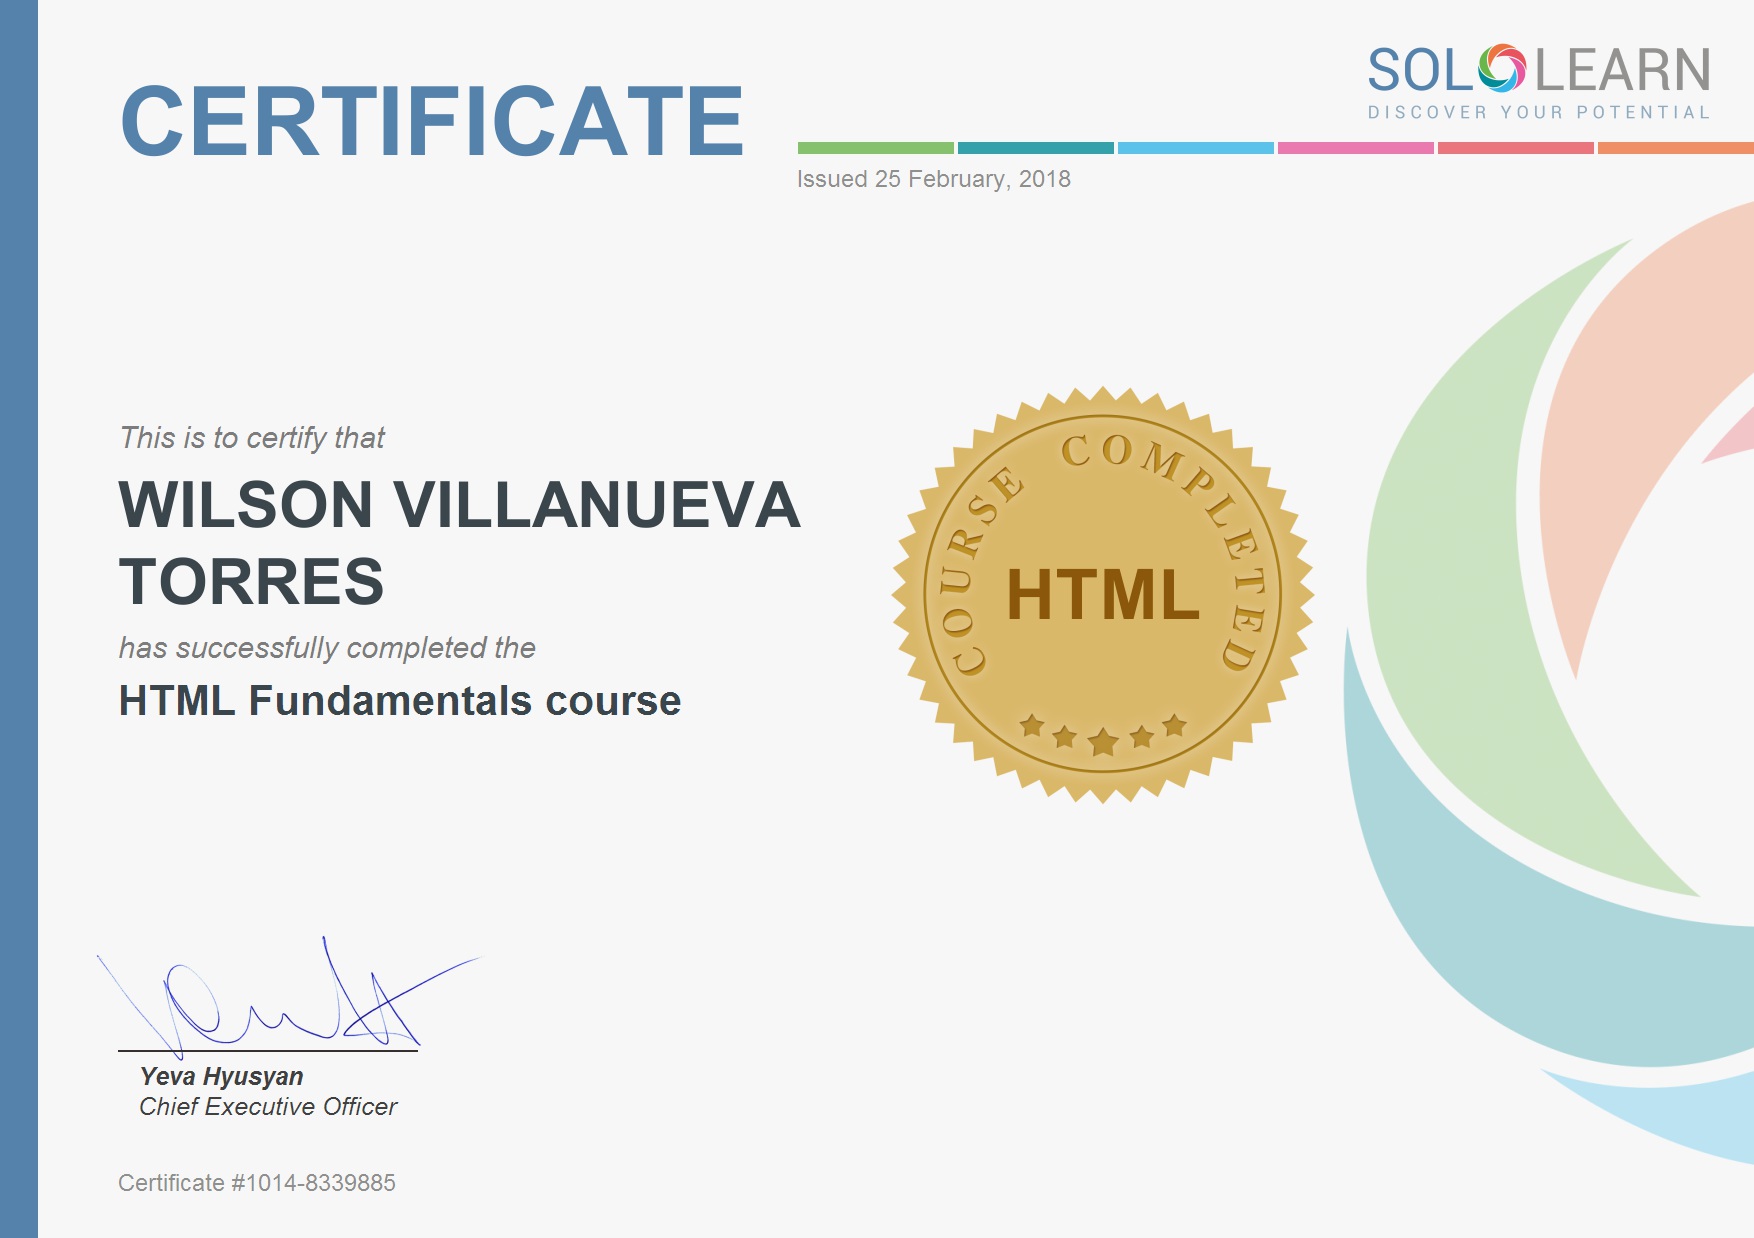 CERTIFICATE
SOLOLEARN
DISCOVER YOUR POTENTIAL
Issued 25 February, 2018
This is to certify that
WILSON VILLANUEVA
TORRES
has successfully completed the
HTML Fundamentals course
COURSE COMPLETED
HTML
Yeva Hyusyan
Chief Executive Officer
Certificate #1014-8339885